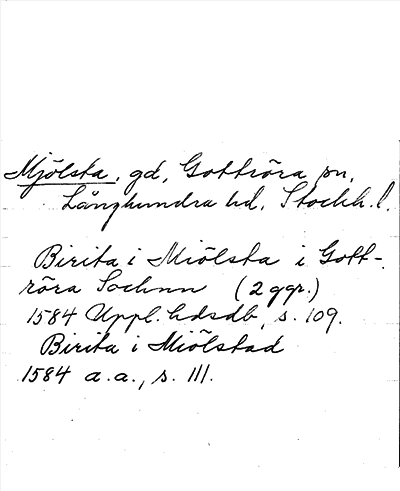 Mjölsta, gd, Gottröra sn,
Långhundra hd, Stockh. l.
Birita i Miölsta i Gott-
röra Sochnn (2 ggr.)
1584 Uppl. hdsdb, s. 109.
Birita i Miölstad
1584 a.a., s. 111.